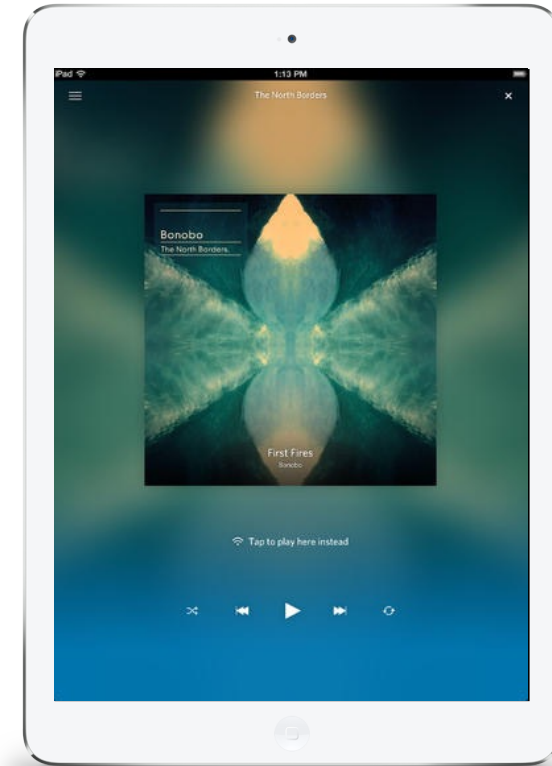 iPad 1:13 PM
The North Borders
Bonobo
The North Borders.
First Fires
Bonobo
Tap to play here instead